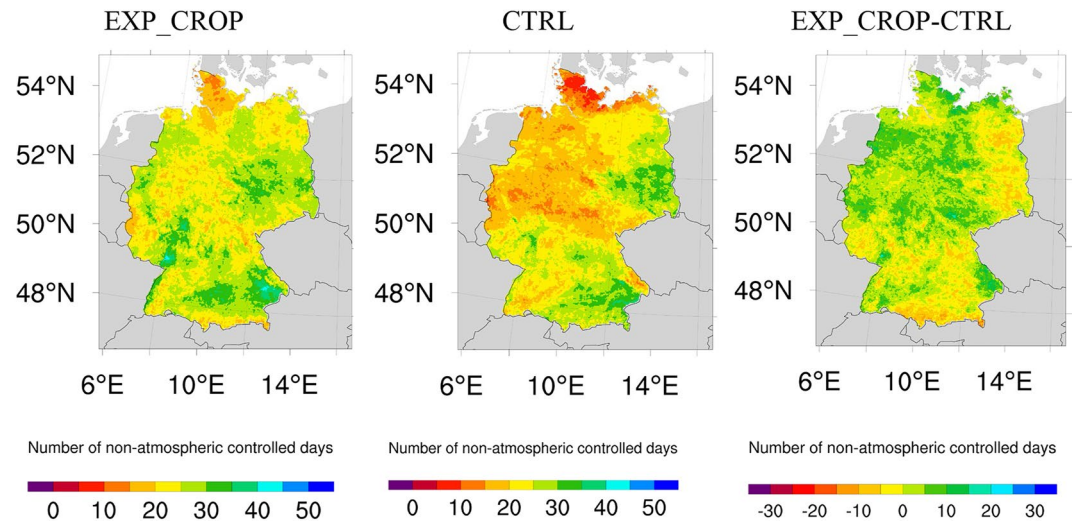 EXP_CROP CTRL EXP_CROP-CTRL
54°N 54°N 54°N
52°N 52°N 52°N
50°N 50°N 50°N
48°N 48°N 48°N
6°E 10°E 14°E 6°E 10°E 14°E 6°E 10°E 14°E
Number of non-atmospheric controlled days Number of non-atmospheric controlled days Number of non-atmospheric controlled days
0 10 20 30 40 50 0 10 20 30 40 50 -30 -20 -10 0 10 20 30